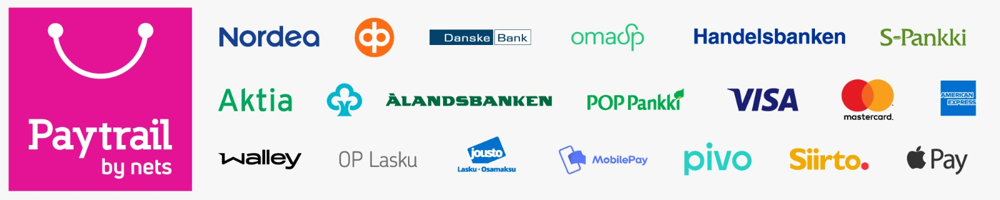 Paytrail
by nets
Nordea
op
Danske Bank
omasp
Handelsbanken
S-Pankki
Aktia
ÅLANDSBANKEN
POP Pankki
VISA
mastercard.
AMERICAN
EXPRESS
walley
OP Lasku
jousto
Lasku · Osamaksu
MobilePay
pivo
Siirto.
Pay